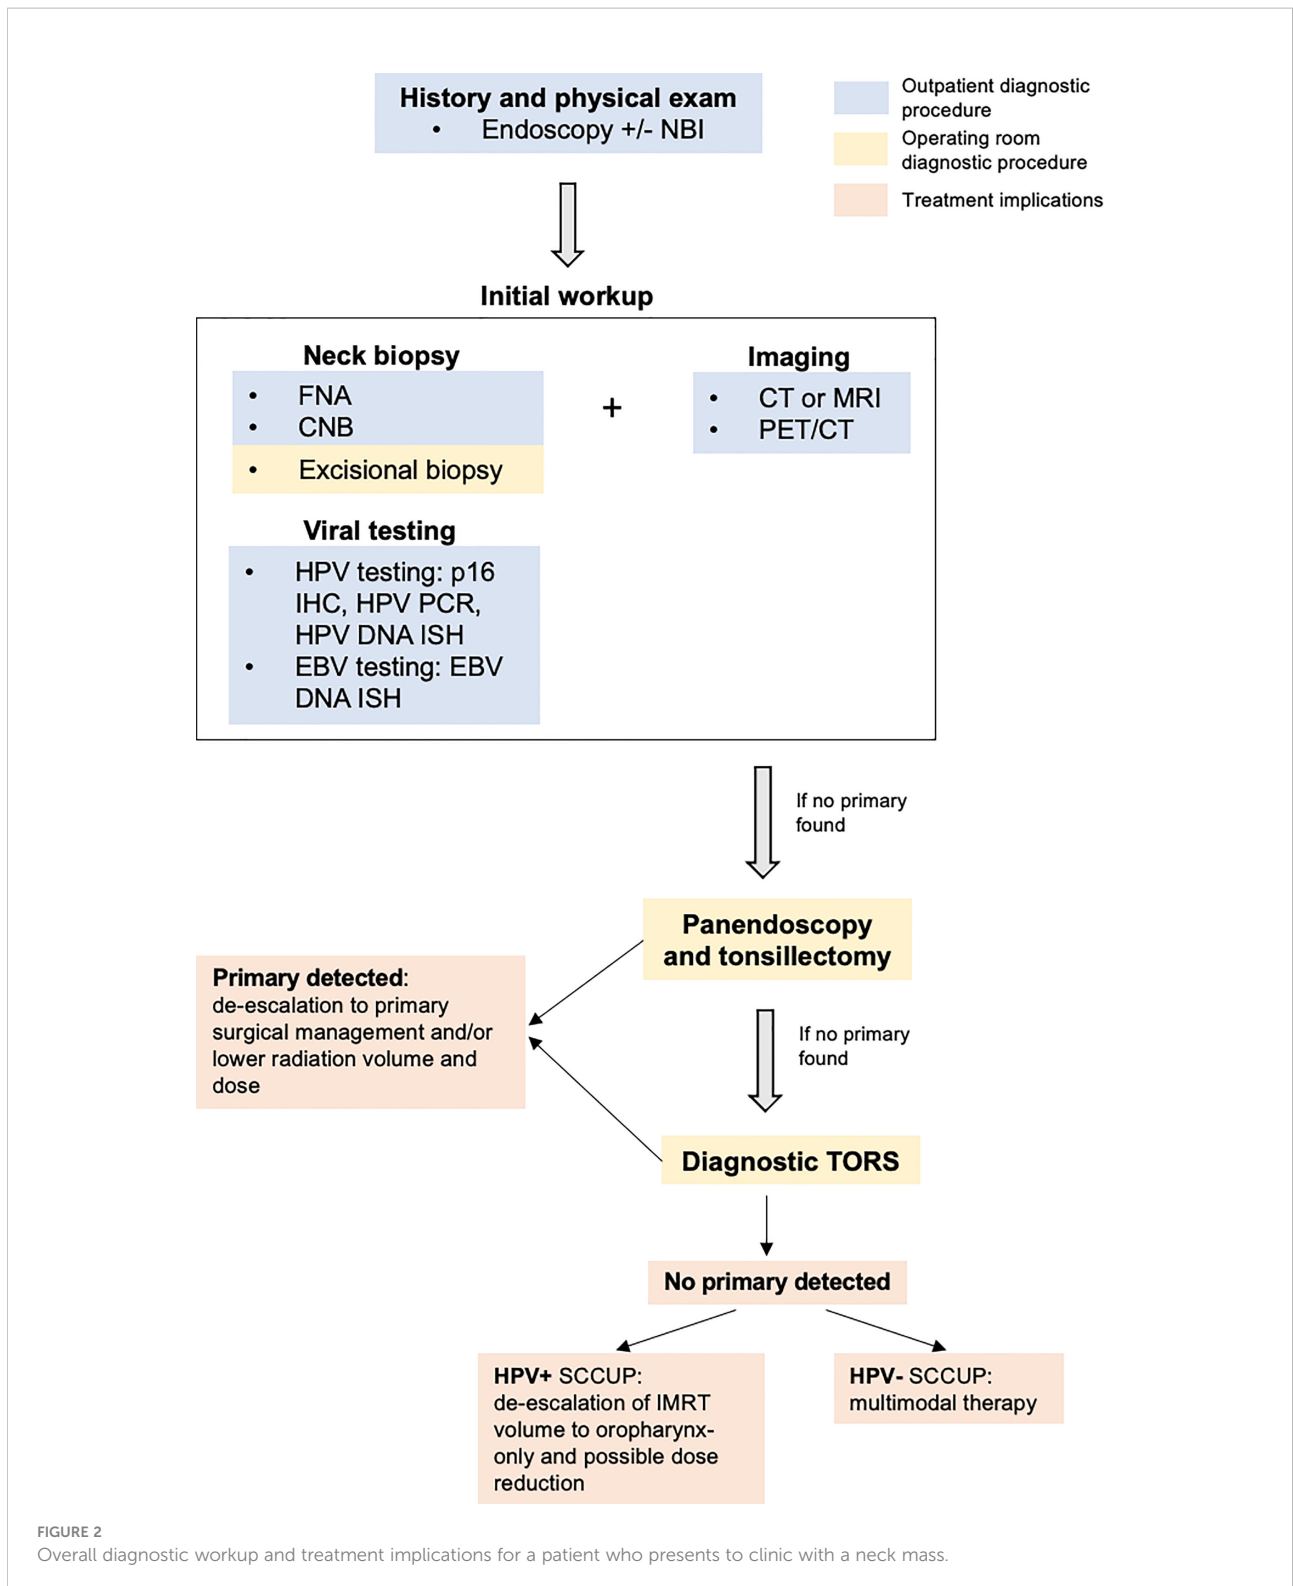 History and physical exam
• Endoscopy +/- NBI
Outpatient diagnostic
procedure
Operating room
diagnostic procedure
Treatment implications
Initial workup
Neck biopsy
• FNA
• CNB
• Excisional biopsy
+
Imaging
• CT or MRI
• PET/CT
Viral testing
• HPV testing: p16
IHC, HPV PCR,
HPV DNA ISH
• EBV testing: EBV
DNA ISH
If no primary
found
Panendoscopy
and tonsillectomy
Primary detected:
de-escalation to primary
surgical management and/or
lower radiation volume and
dose
If no primary
found
Diagnostic TORS
No primary detected
HPV+ SCCUP:
de-escalation of IMRT
volume to oropharynx-
only and possible dose
reduction
HPV- SCCUP:
multimodal therapy
FIGURE 2
Overall diagnostic workup and treatment implications for a patient who presents to clinic with a neck mass.